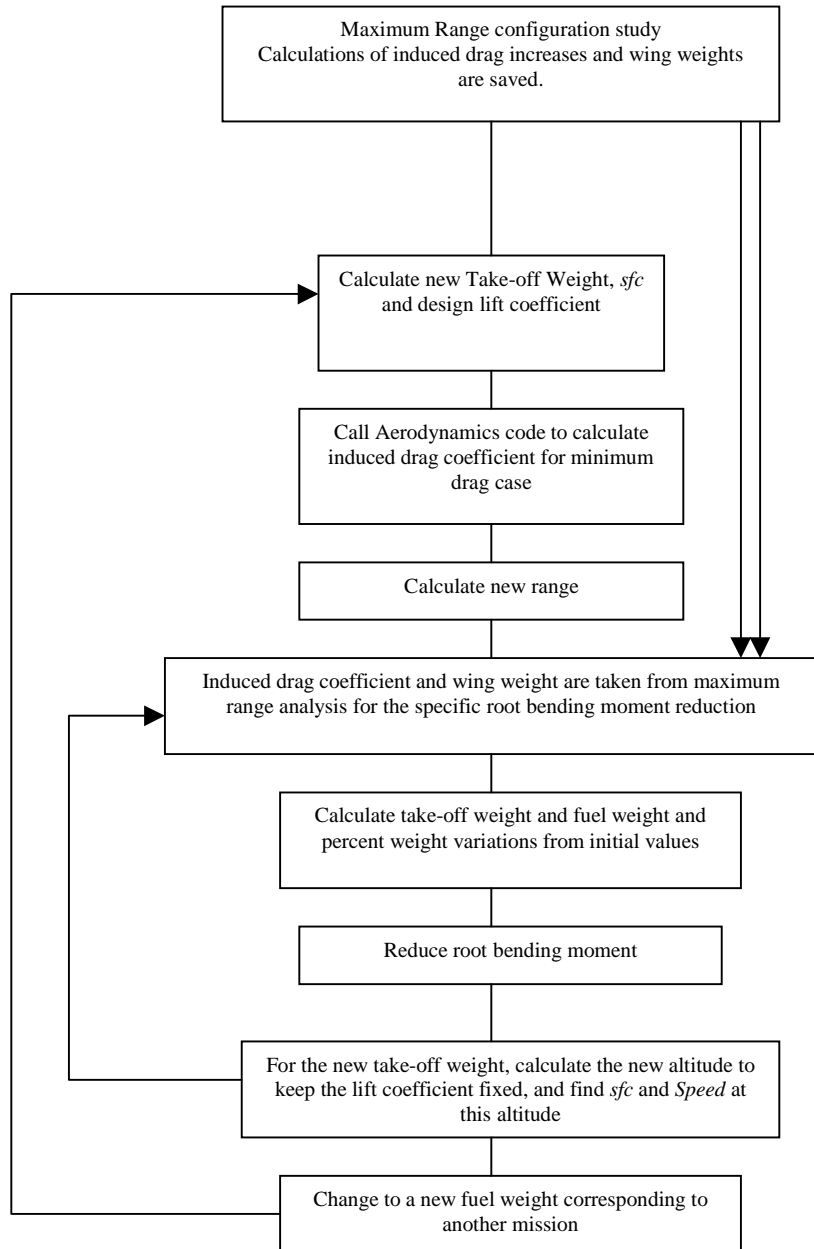 Maximum Range configuration study
Calculations of induced drag increases and wing weights
are saved.
Calculate new Take-off Weight, sfc
and design lift coefficient
Call Aerodynamics code to calculate
induced drag coefficient for minimum
drag case
Calculate new range
Induced drag coefficient and wing weight are taken from maximum
range analysis for the specific root bending moment reduction
Calculate take-off weight and fuel weight and
percent weight variations from initial values
Reduce root bending moment
For the new take-off weight, calculate the new altitude to
keep the lift coefficient fixed, and find sfc and Speed at
this altitude
Change to a new fuel weight corresponding to
another mission